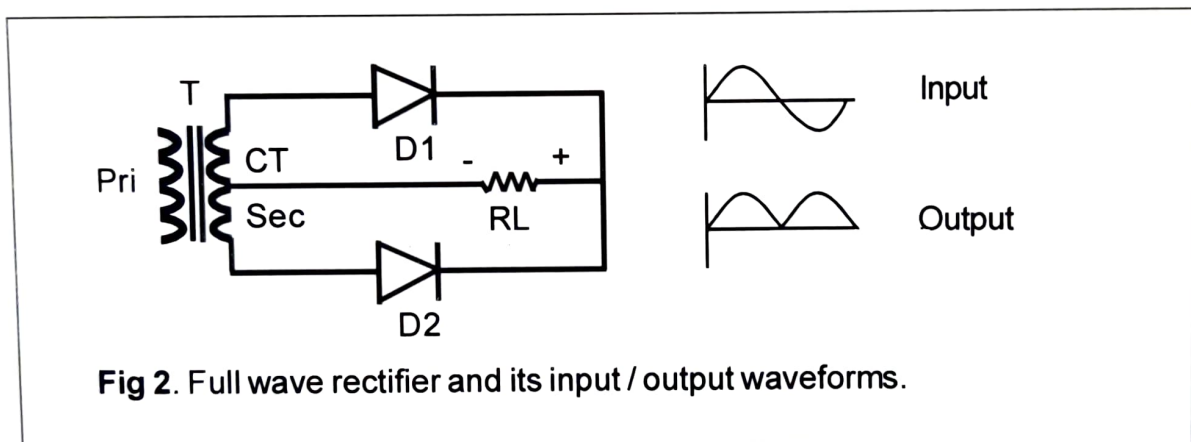 T
Input
D1
CT
- +
Pri
Sec
RL
Output
D2
Fig 2. Full wave rectifier and its input / output waveforms.